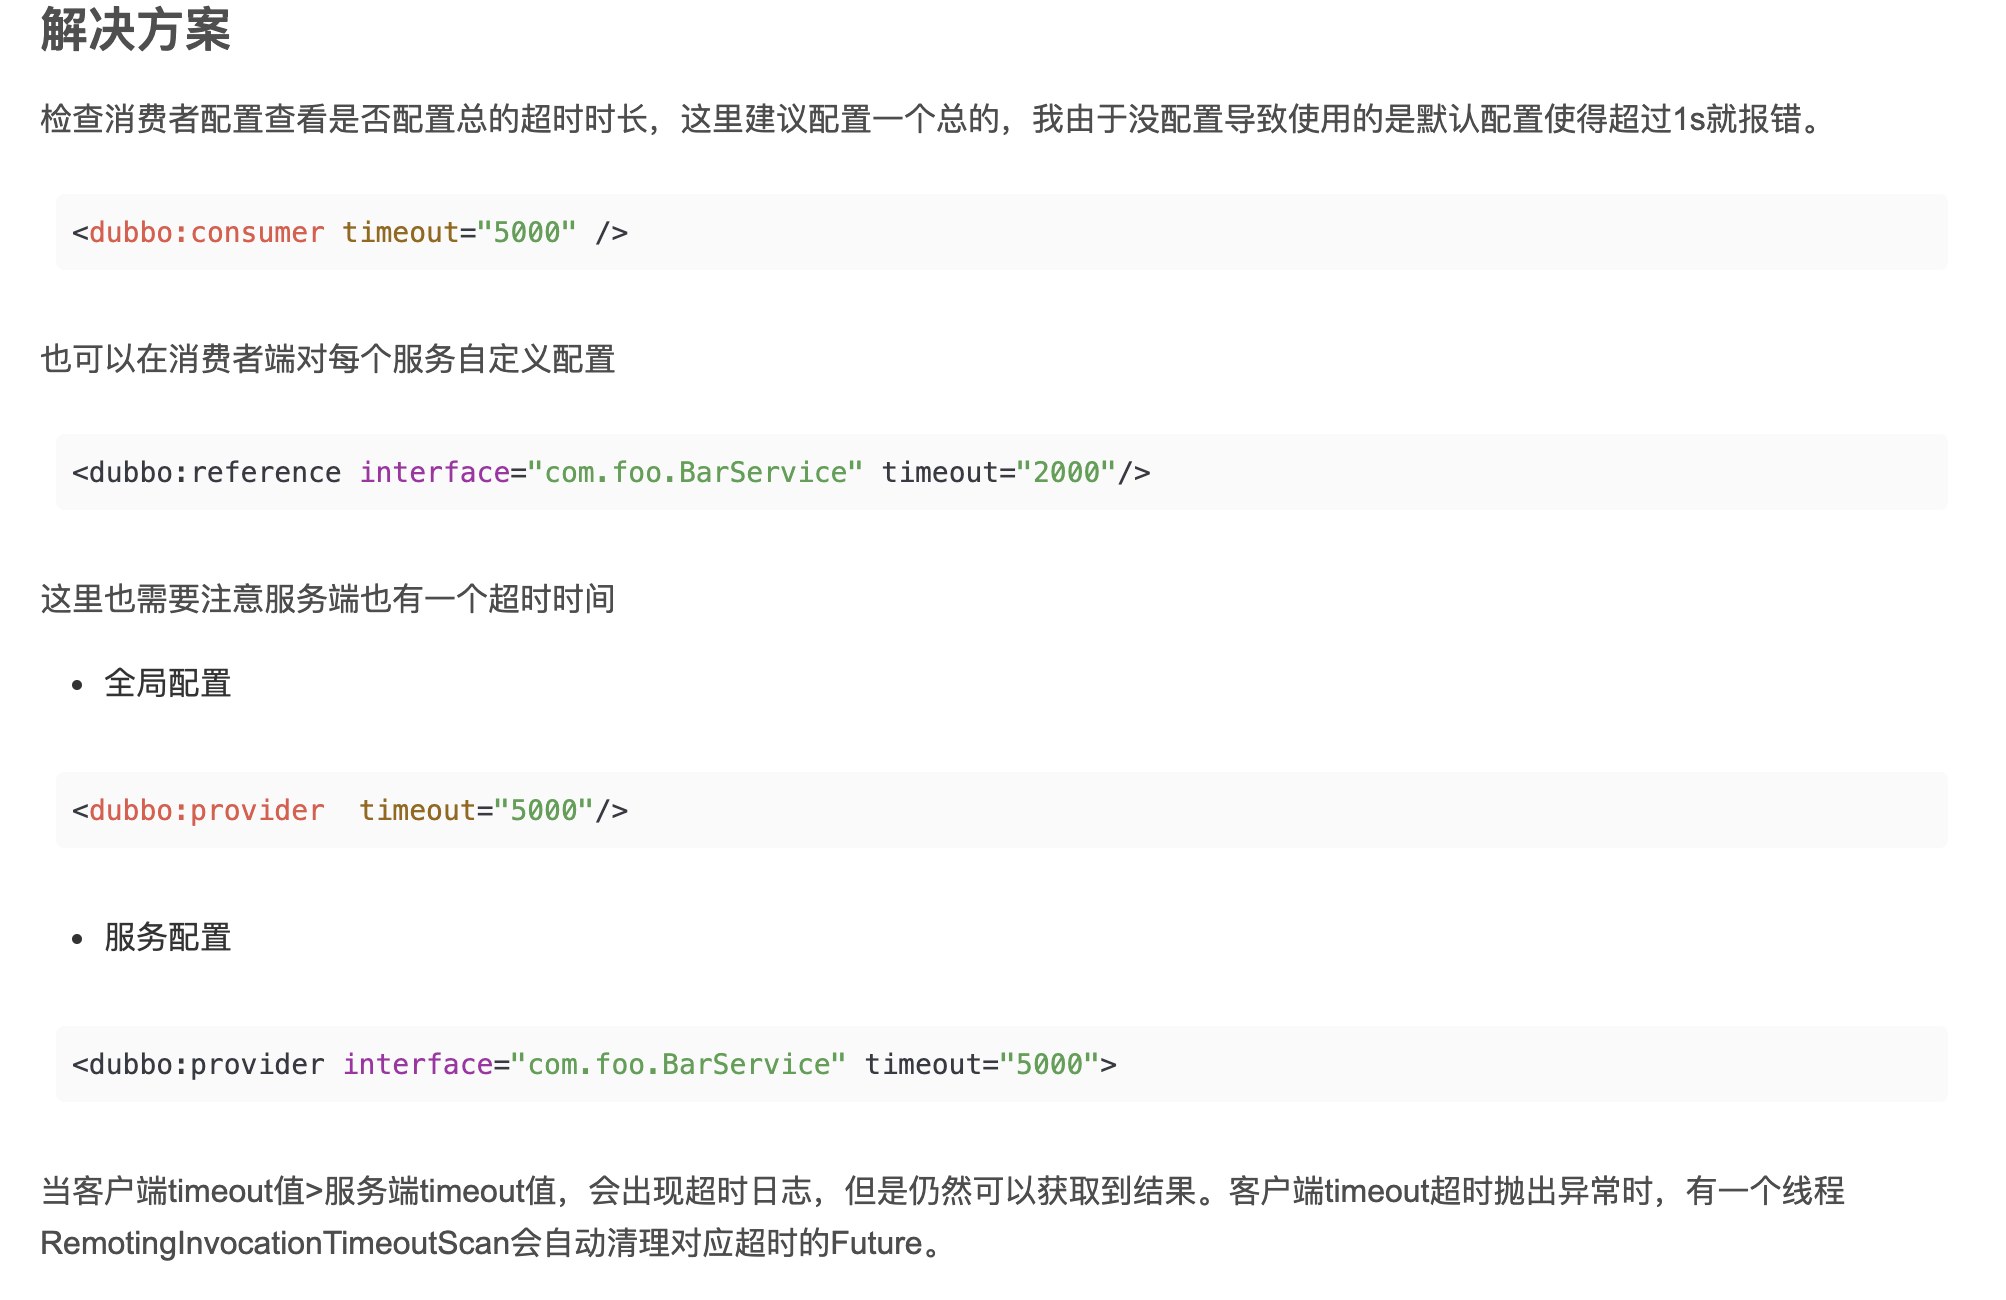 解决方案
检查消费者配置查看是否配置总的超时时长，这里建议配置一个总的，我由于没配置导致使用的是默认配置使得超过1s就报错。
<dubbo:consumer timeout="5000" />
也可以在消费者端对每个服务自定义配置
<dubbo:reference interface="com.foo.BarService" timeout="2000"/>
这里也需要注意服务端也有一个超时时间
• 全局配置
<dubbo:provider  timeout="5000"/>
• 服务配置
<dubbo:provider interface="com.foo.BarService" timeout="5000">
当客户端timeout值>服务端timeout值，会出现超时日志，但是仍然可以获取到结果。客户端timeout超时抛出异常时，有一个线程
RemotingInvocationTimeoutScan会自动清理对应超时的Future。